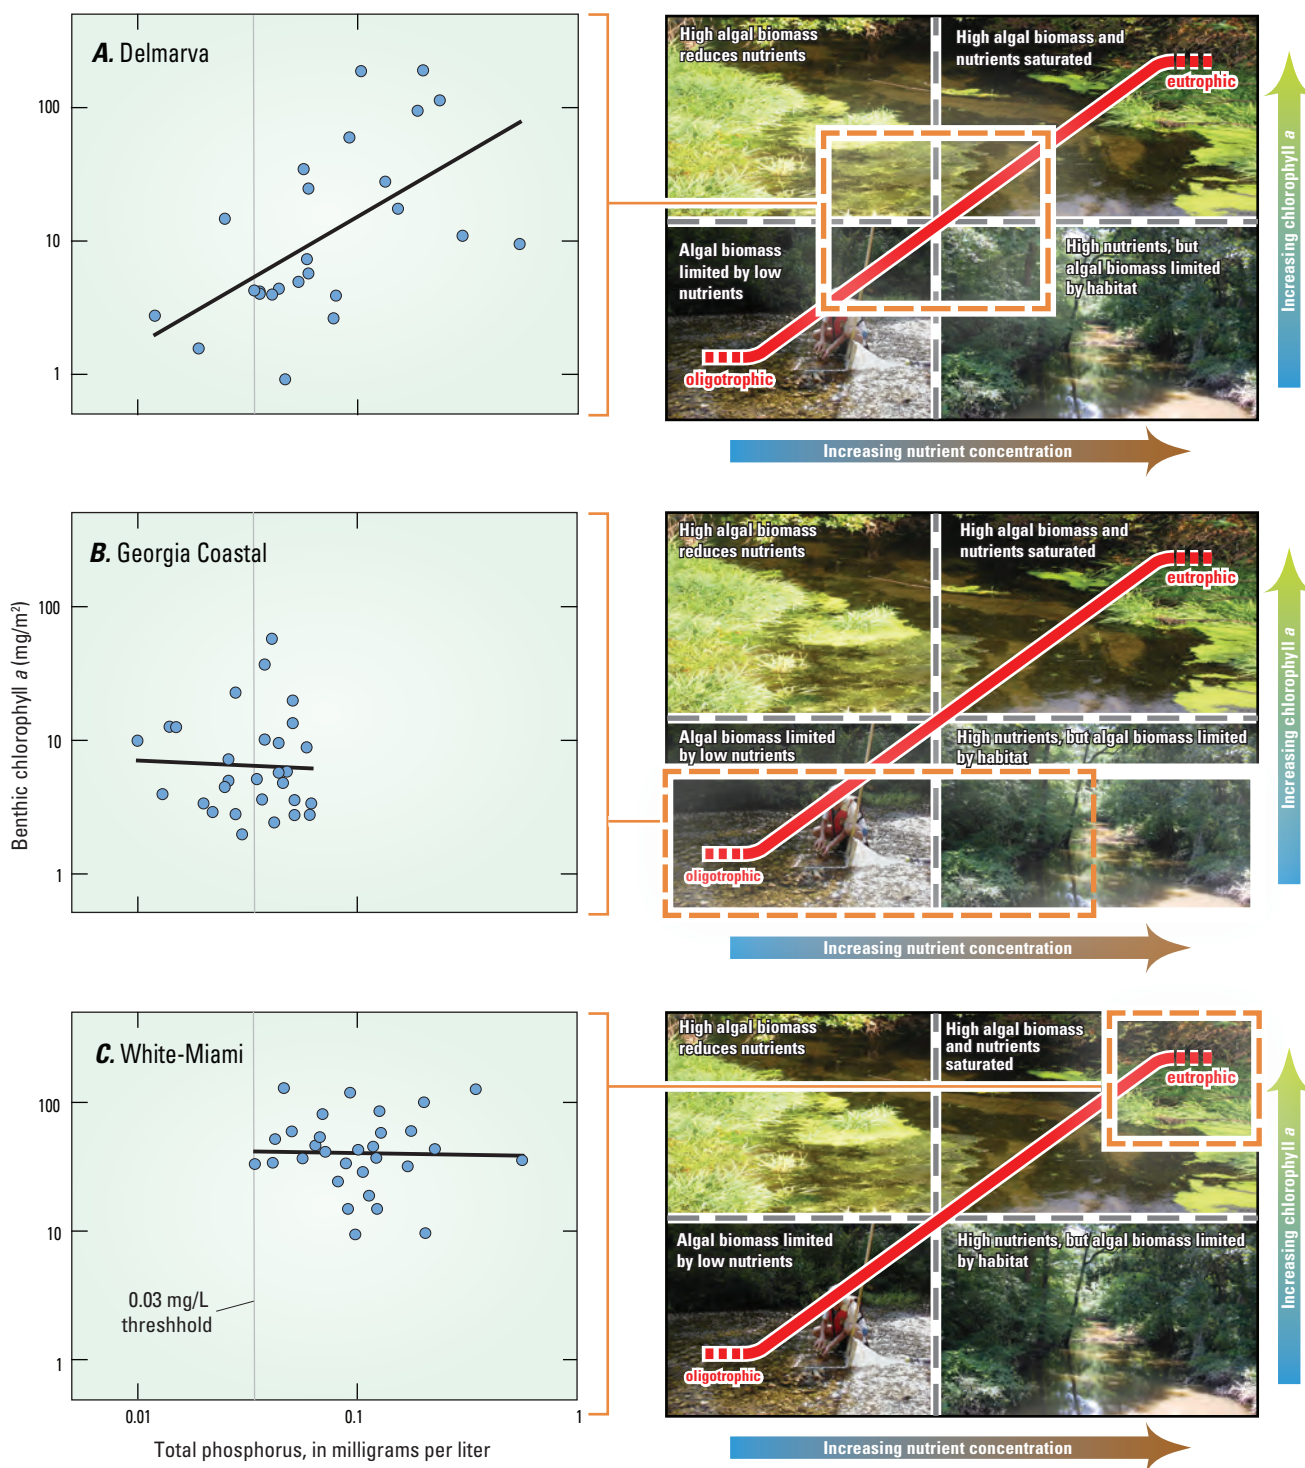 A. Delmarva
100
10
1
High algal biomass
reduces nutrients
High algal biomass and
nutrients saturated
eutrophic
Algal biomass
limited by low
nutrients
High nutrients, but
algal biomass limited
by habitat
oligotrophic
Increasing chlorophyll a
Increasing nutrient concentration
B. Georgia Coastal
100
10
1
Benthic chlorophyll a (mg/m²)
High algal biomass
reduces nutrients
High algal biomass and
nutrients saturated
eutrophic
Algal biomass limited
by low nutrients
High nutrients, but algal biomass limited
by habitat
oligotrophic
Increasing chlorophyll a
Increasing nutrient concentration
C. White-Miami
100
10
1
0.03 mg/L
threshhold
0.01
0.1
1
Total phosphorus, in milligrams per liter
High algal biomass
reduces nutrients
High algal biomass
and nutrients
saturated
eutrophic
Algal biomass limited
by low nutrients
High nutrients, but algal biomass limited
by habitat
oligotrophic
Increasing chlorophyll a
Increasing nutrient concentration